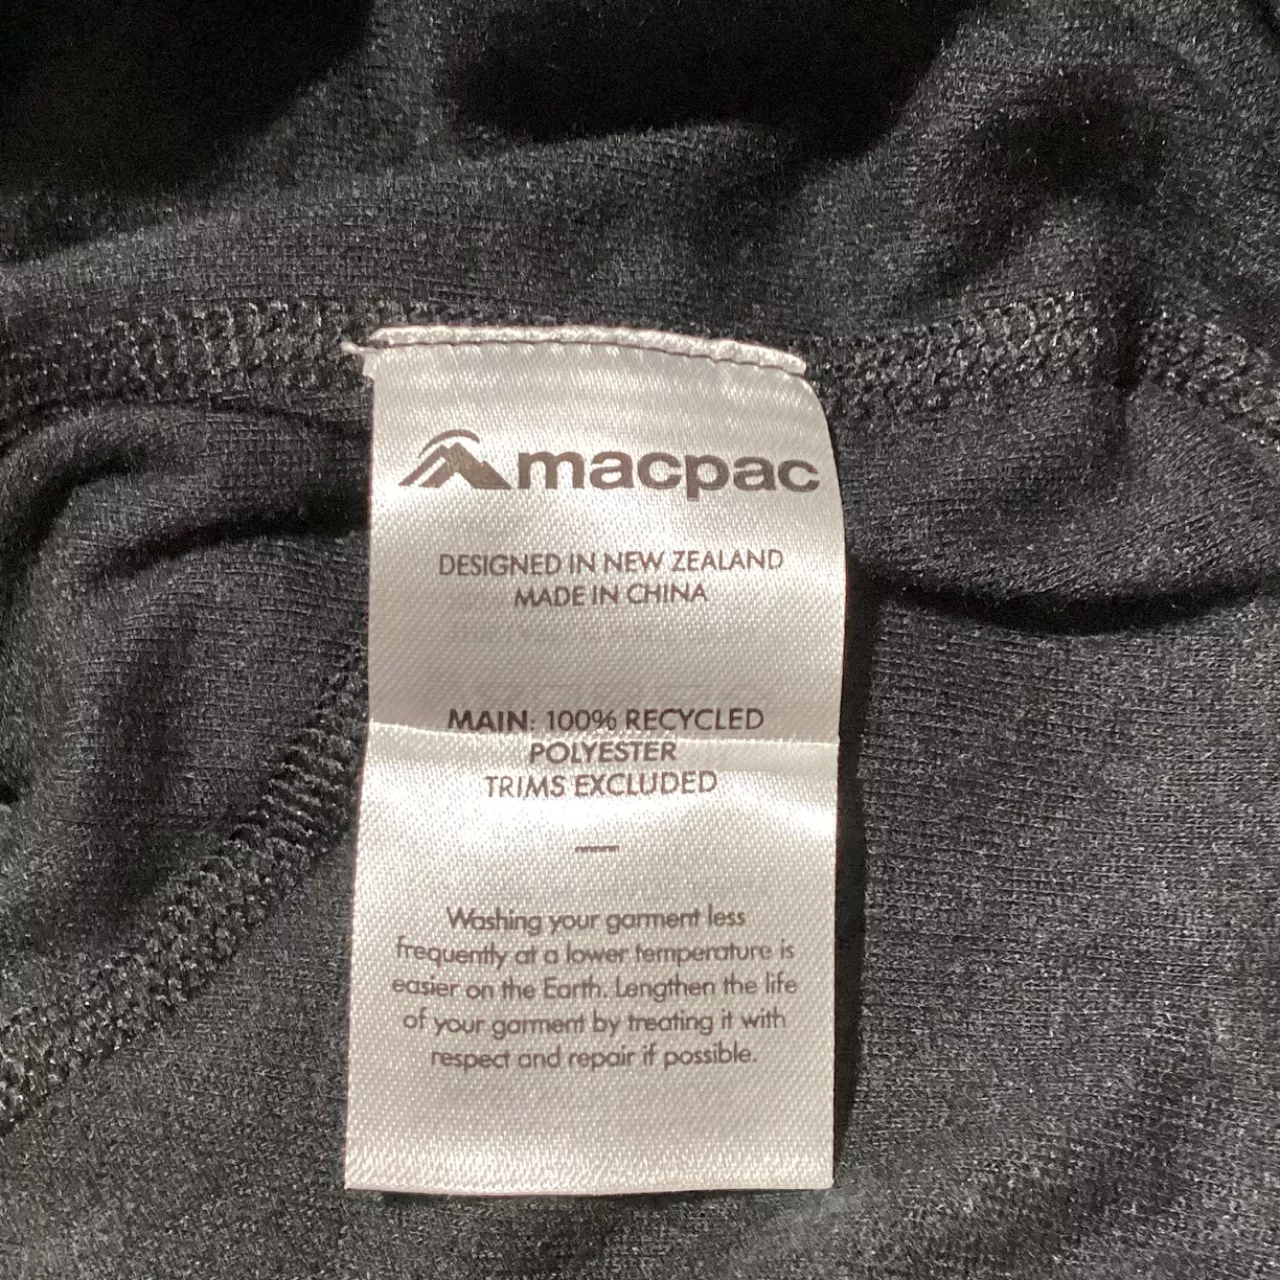 macpac
DESIGNED IN NEW ZEALAND
MADE IN CHINA
MAIN: 100% RECYCLED
POLYESTER
TRIMS EXCLUDED
—
Washing your garment less
frequently at a lower temperature is
easier on the Earth. Lengthen the life
of your garment by treating it with
respect and repair if possible.